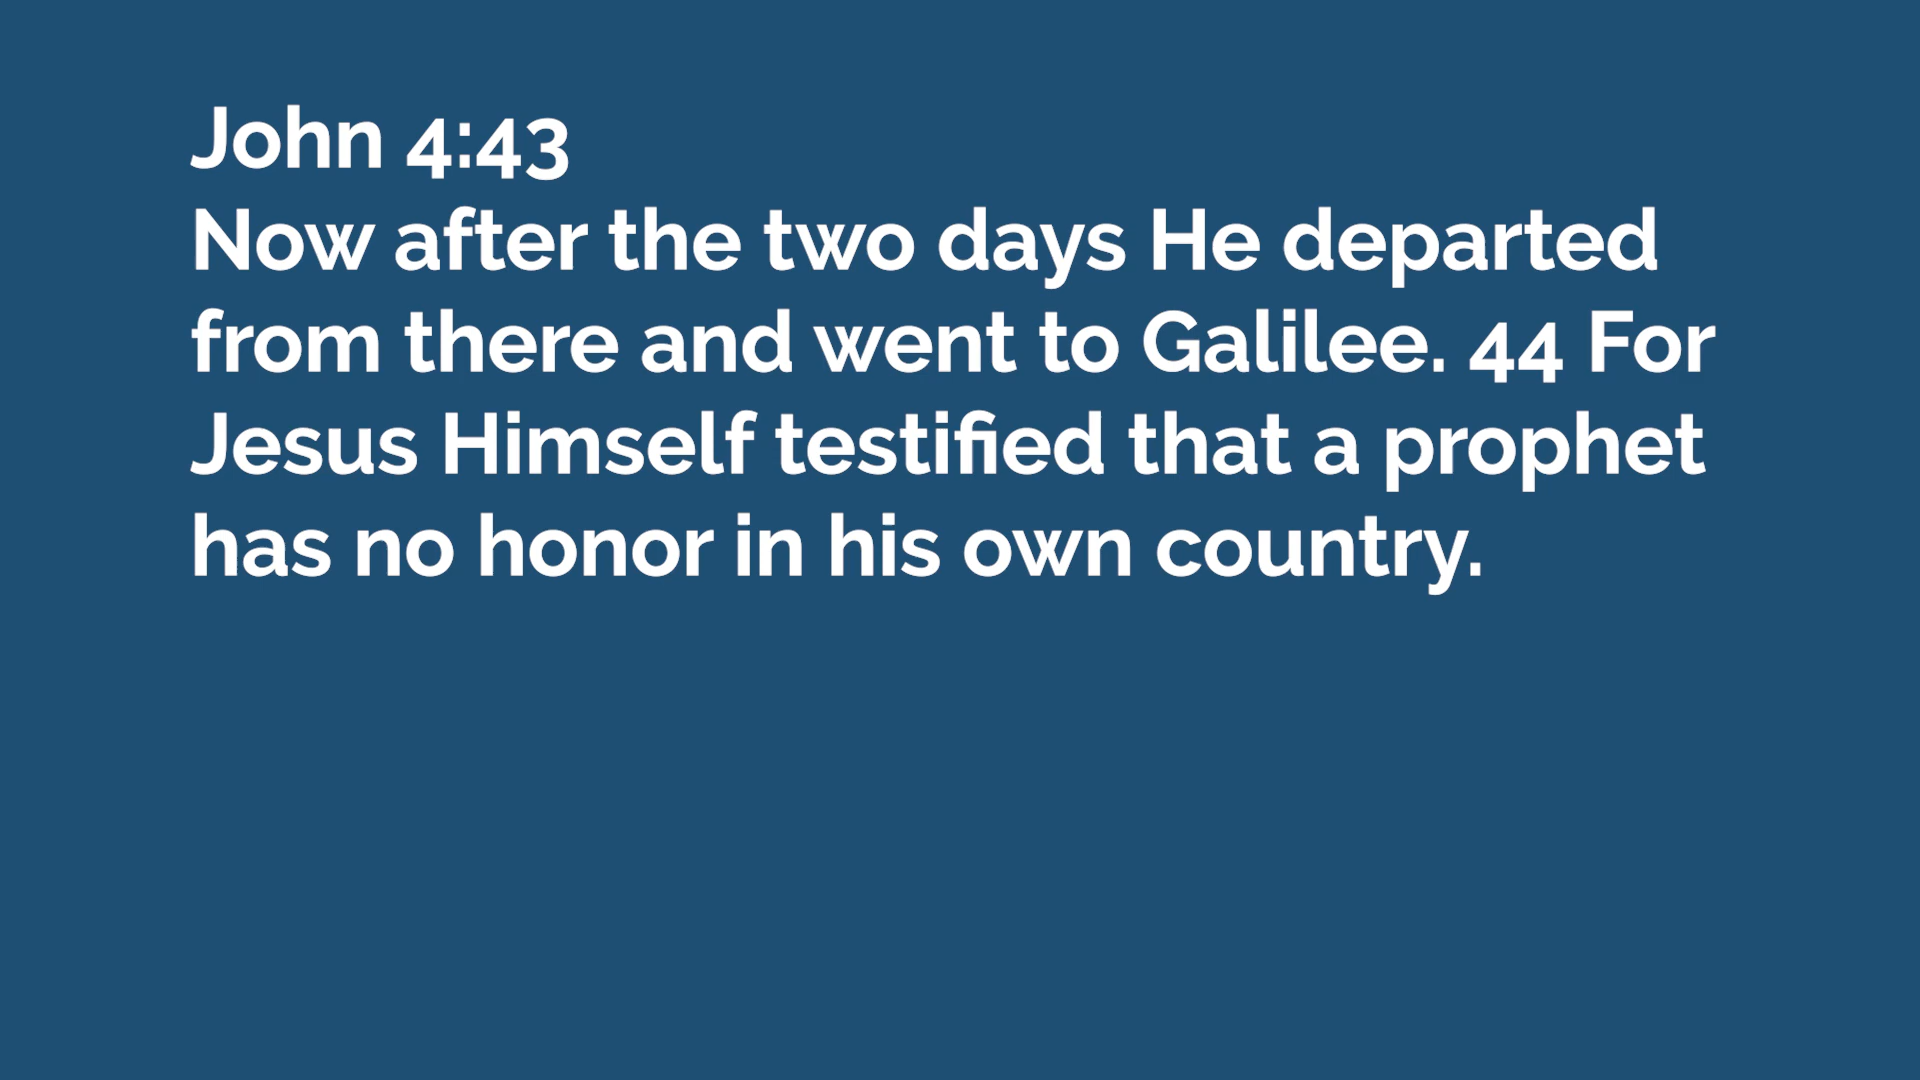 John 4:43
Now after the two days He departed
from there and went to Galilee. 44 For
Jesus Himself testified that a prophet
has no honor in his own country.